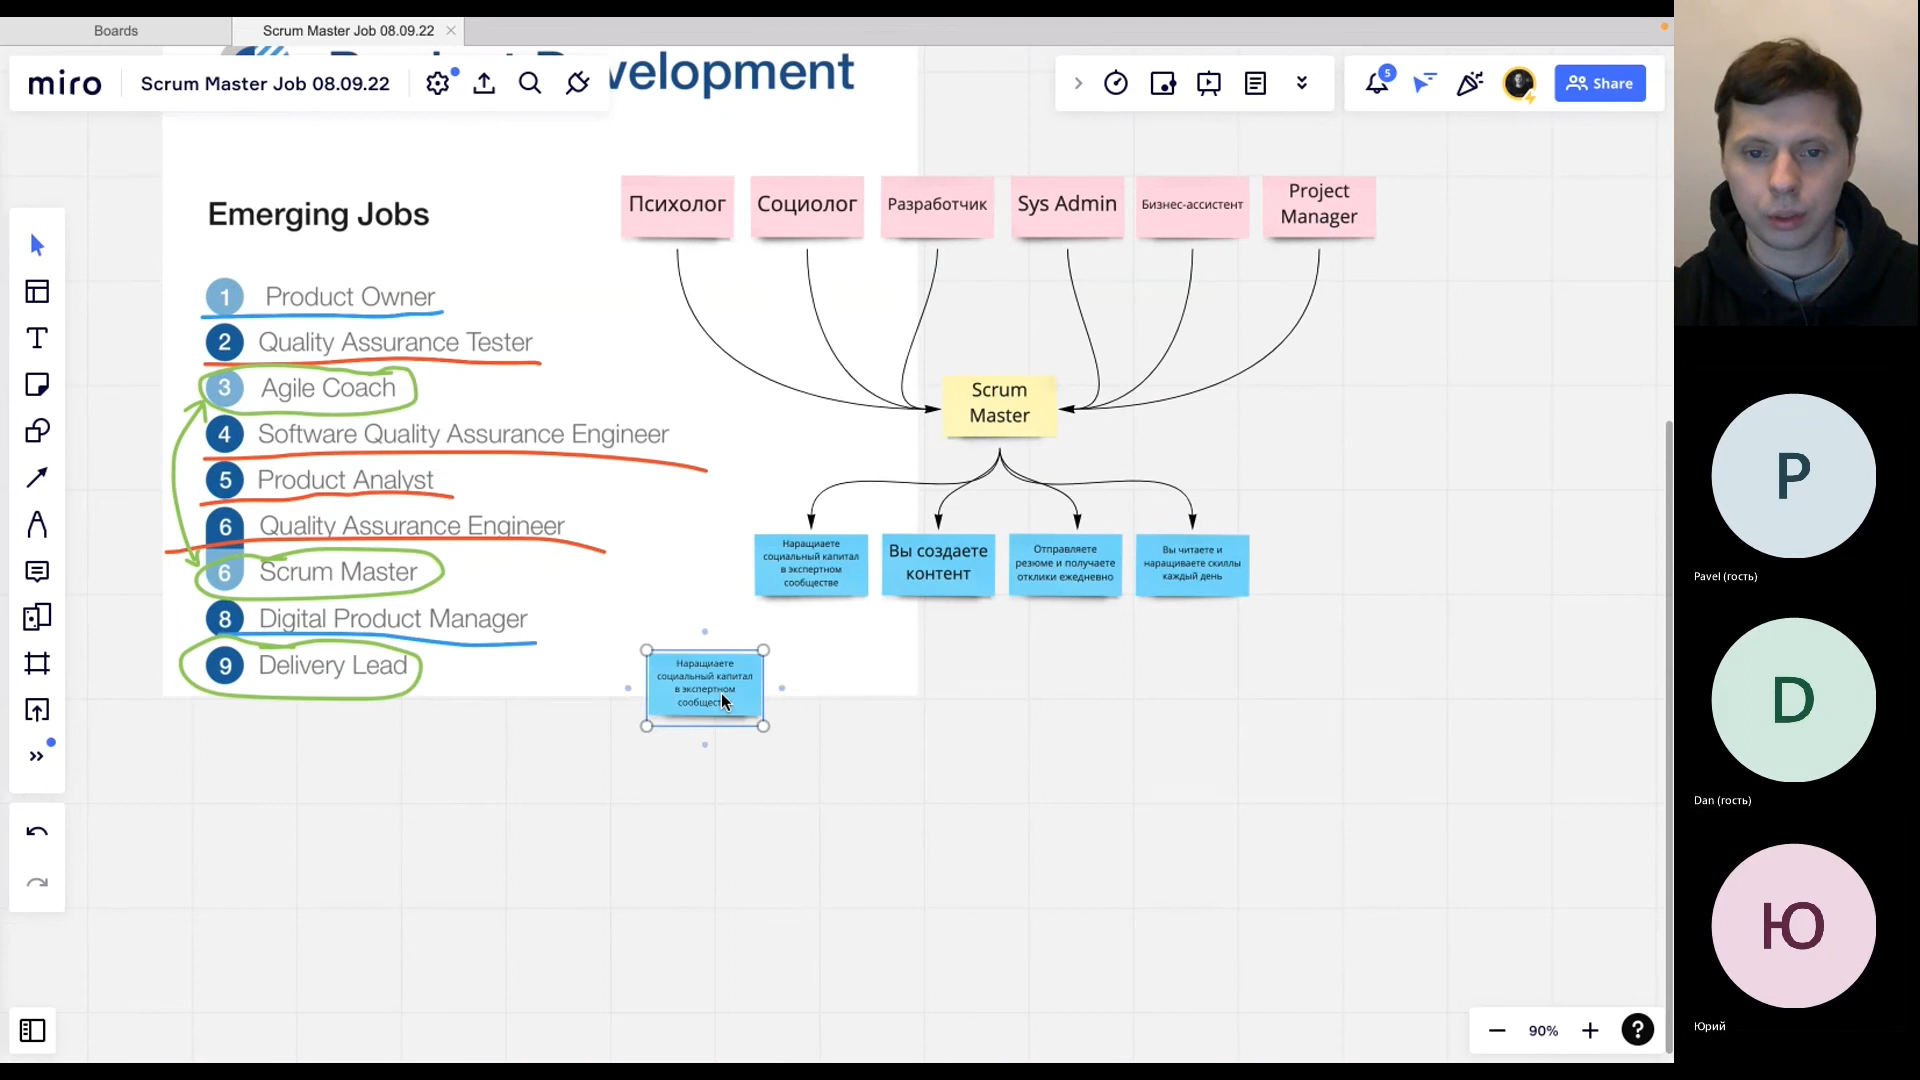 Boards
Scrum Master Job 08.09.22
miro
Scrum Master Job 08.09.22
velopment
5
Share
Emerging Jobs
1 Product Owner
2 Quality Assurance Tester
3 Agile Coach
4 Software Quality Assurance Engineer
5 Product Analyst
6 Quality Assurance Engineer
6 Scrum Master
8 Digital Product Manager
9 Delivery Lead
Психолог
Социолог
Разработчик
Sys Admin
Бизнес-ассистент
Project
Manager
Scrum
Master
Наращиаете
социальный капитал
в экспертном
сообществе
Вы создаете
контент
Отправляете
резюме и получаете
отклики ежедневно
Вы читаете и
наращиваете скиллы
каждый день
Наращиаете
социальный капитал
в экспертном
90%
?
P
Pavel (гость)
D
Dan (гость)
Ю
Юрий